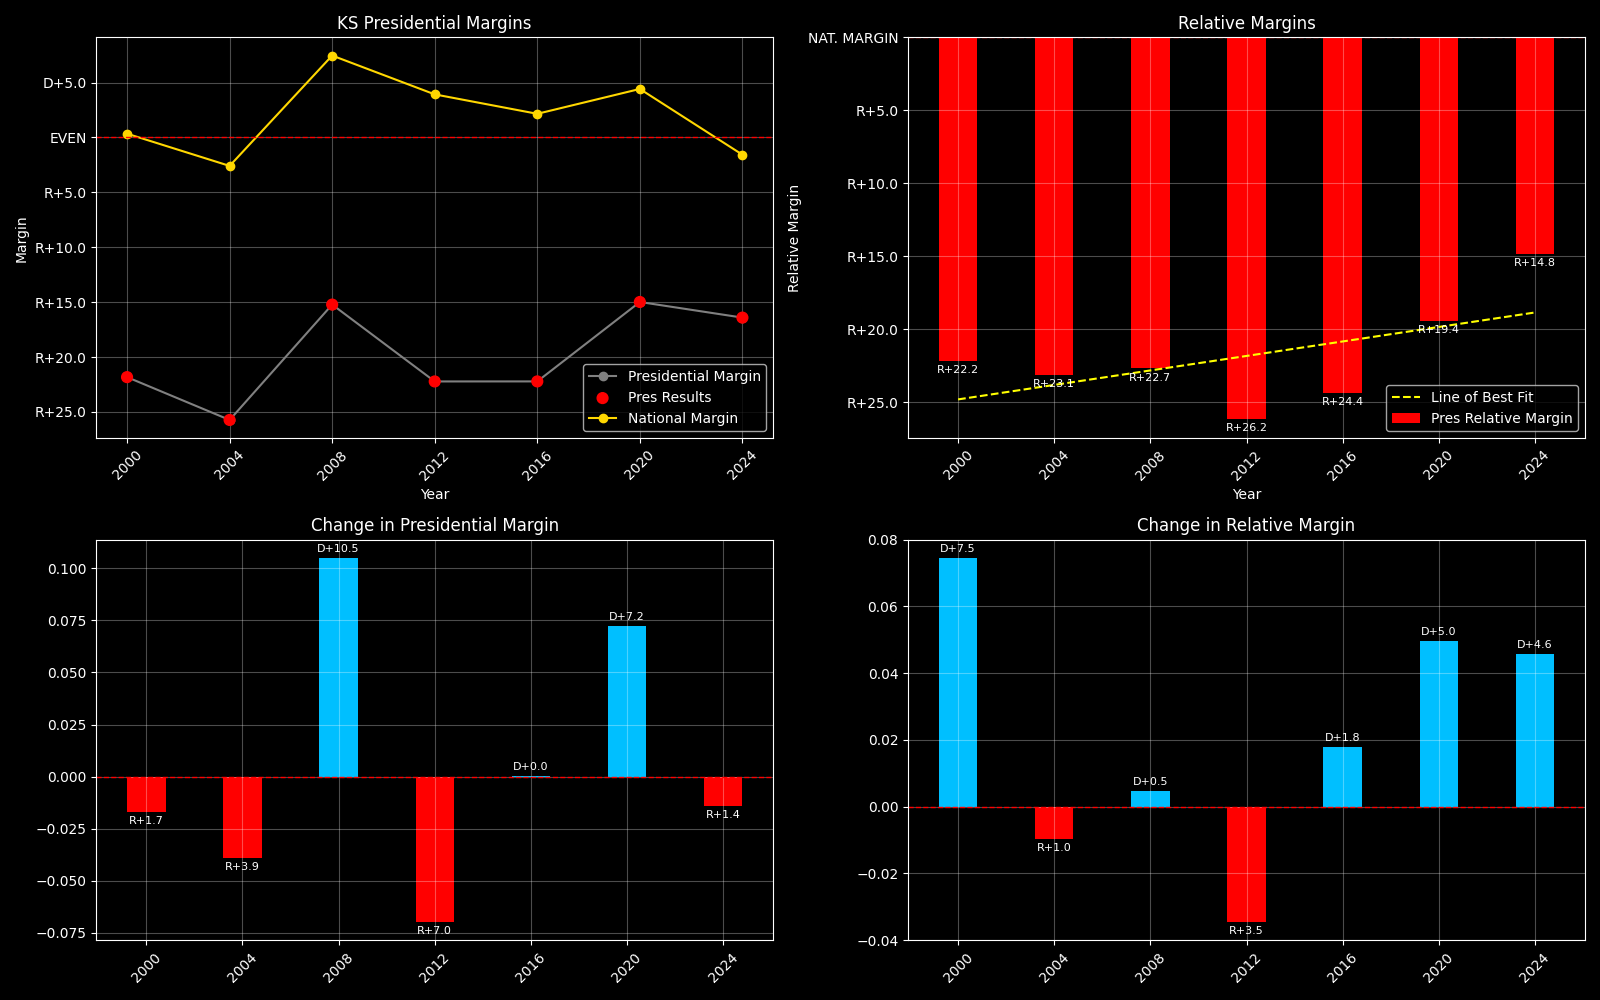 KS Presidential Margins
D+5.0
EVEN
R+5.0
R+10.0
R+15.0
R+20.0
R+25.0
Margin
Presidential Margin
Pres Results
National Margin
2000
2004
2008
2012
2016
2020
2024
Year
Relative Margins
NAT. MARGIN
R+5.0
R+10.0
R+15.0
R+20.0
R+25.0
Relative Margin
R+22.2
R+23.1
R+22.7
R+26.2
R+24.4
R+19.4
R+14.8
Line of Best Fit
Pres Relative Margin
2000
2004
2008
2012
2016
2020
2024
Year
Change in Presidential Margin
0.100
0.075
0.050
0.025
0.000
−0.025
−0.050
−0.075
R+1.7
R+3.9
D+10.5
R+7.0
D+0.0
D+7.2
R+1.4
2000
2004
2008
2012
2016
2020
2024
Change in Relative Margin
0.08
0.06
0.04
0.02
0.00
−0.02
−0.04
D+7.5
R+1.0
D+0.5
R+3.5
D+1.8
D+5.0
D+4.6
2000
2004
2008
2012
2016
2020
2024